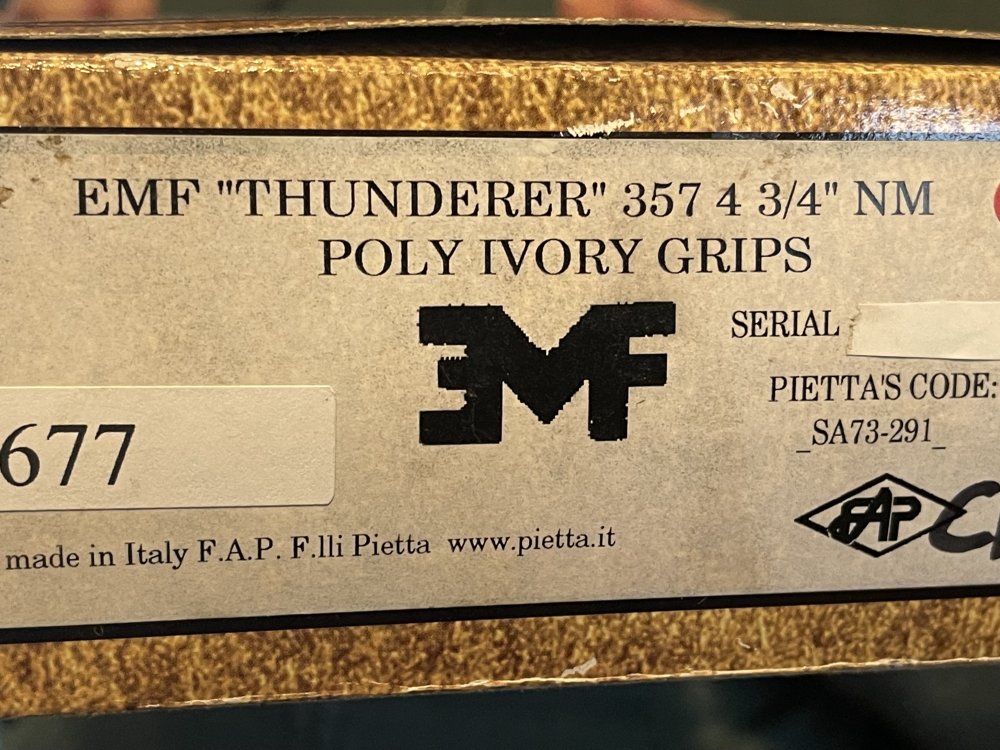 EMF "THUNDERER" 357 4 3/4" NM
POLY IVORY GRIPS
EMF
SERIAL
PIETTA'S CODE:
_SA73-291_
677
FAP
made in Italy F.A.P. F.lli Pietta www.pietta.it